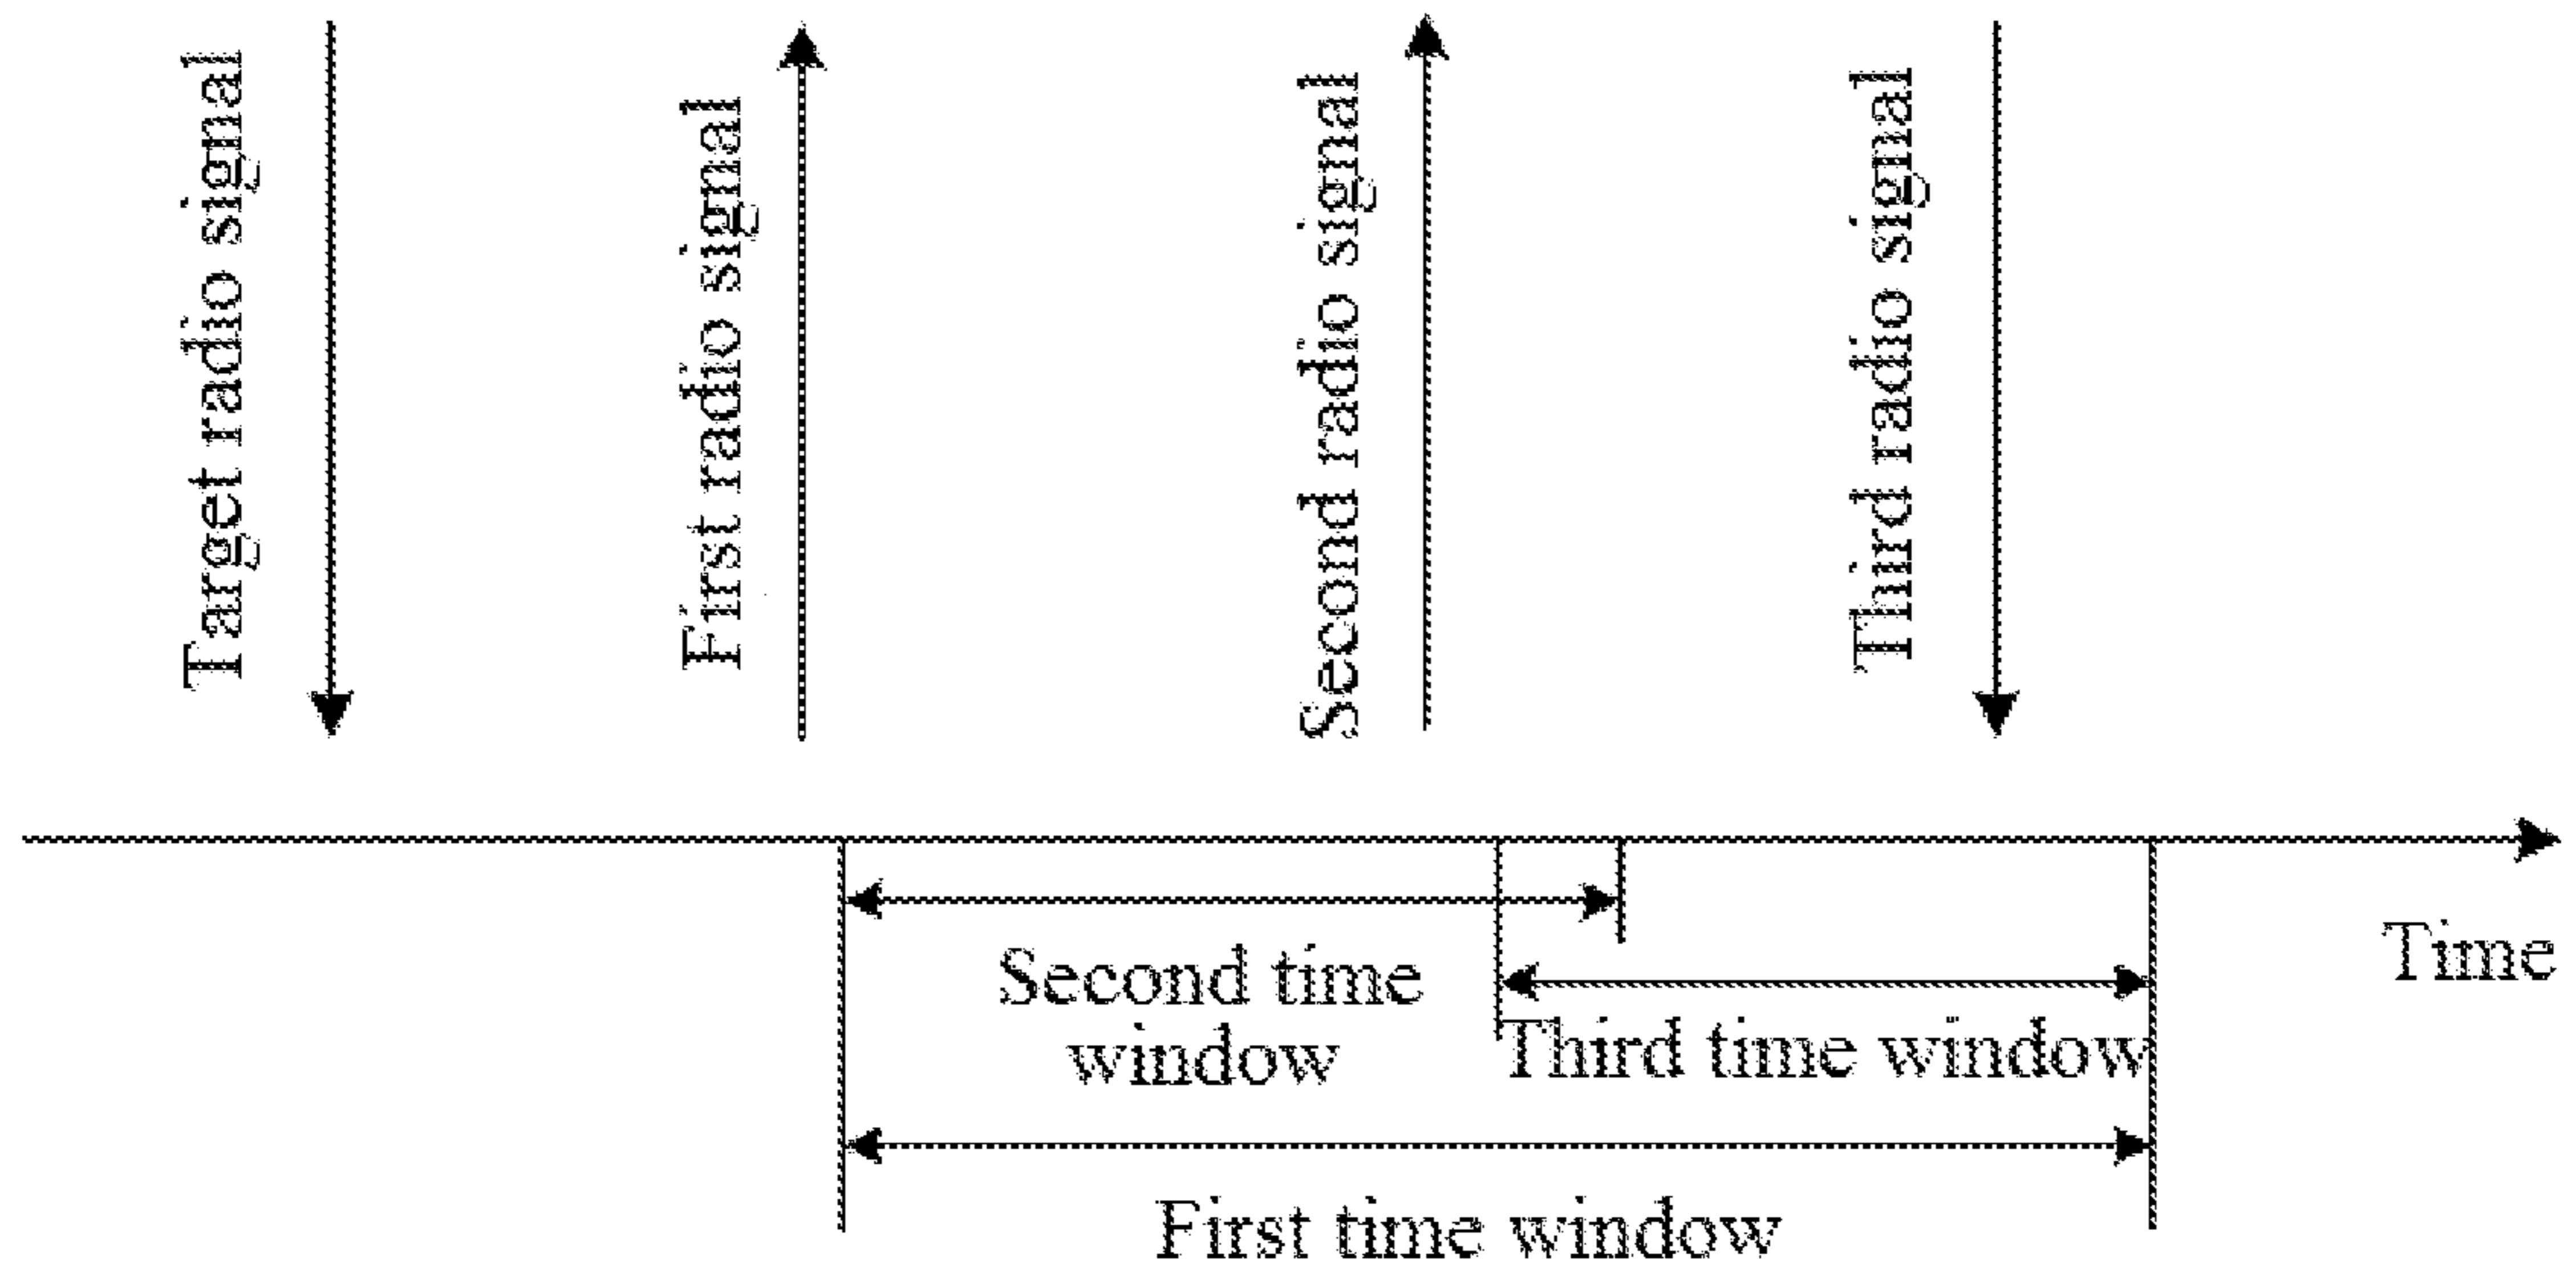 Target radio signal
First radio signal
Second radio signal
Third radio signal
Time
Second time
window
Third time window
First time window